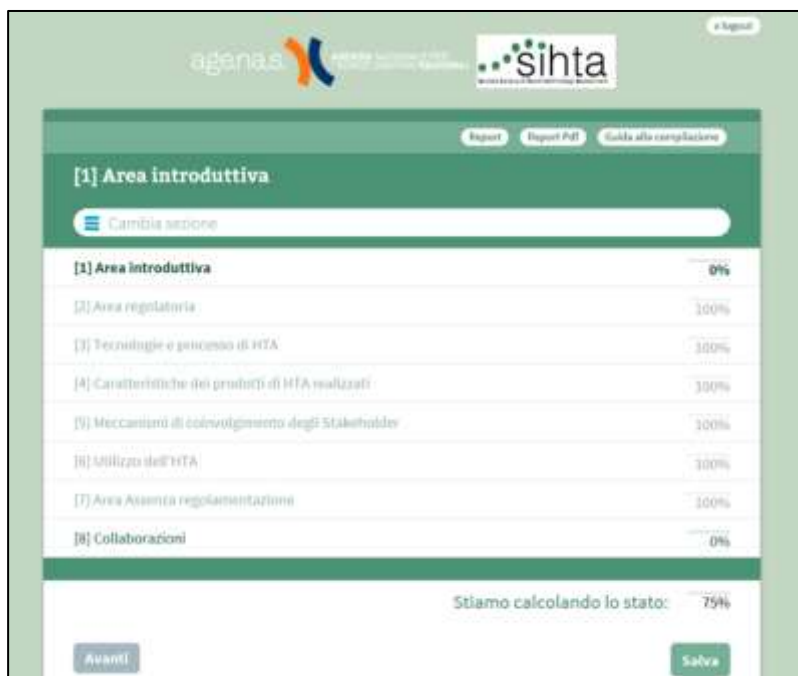 x logout
agenas
sihta
Report Report Pdf Guida alla compilazione
[1] Area introduttiva
Cambia sezione
[1] Area introduttiva 0%
[2] Area regolatoria 100%
[3] Tecnologie e processo di HTA 100%
[4] Caratteristiche dei prodotti di HTA realizzati 100%
[5] Meccanismi di coinvolgimento degli Stakeholder 100%
[6] Utilizzo dell'HTA 100%
[7] Area Assenza regolamentazione 100%
[8] Collaborazioni 0%
Stiamo calcolando lo stato: 75%
Avanti Salva